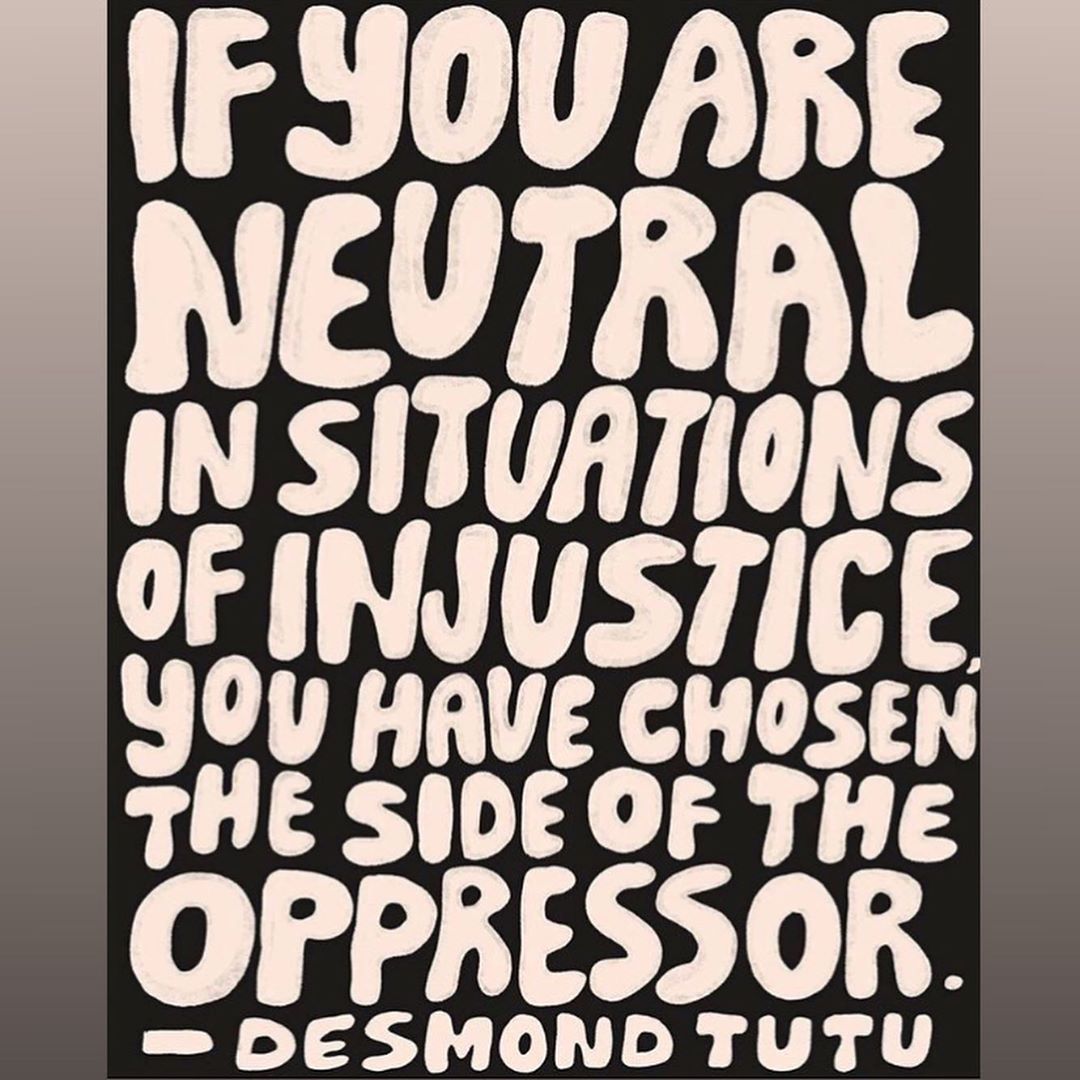 IF YOU ARE
NEUTRAL
IN SITUATIONS
OF INJUSTICE,
YOU HAVE CHOSEN
THE SIDE OF THE
OPPRESSOR.
— DESMOND TUTU